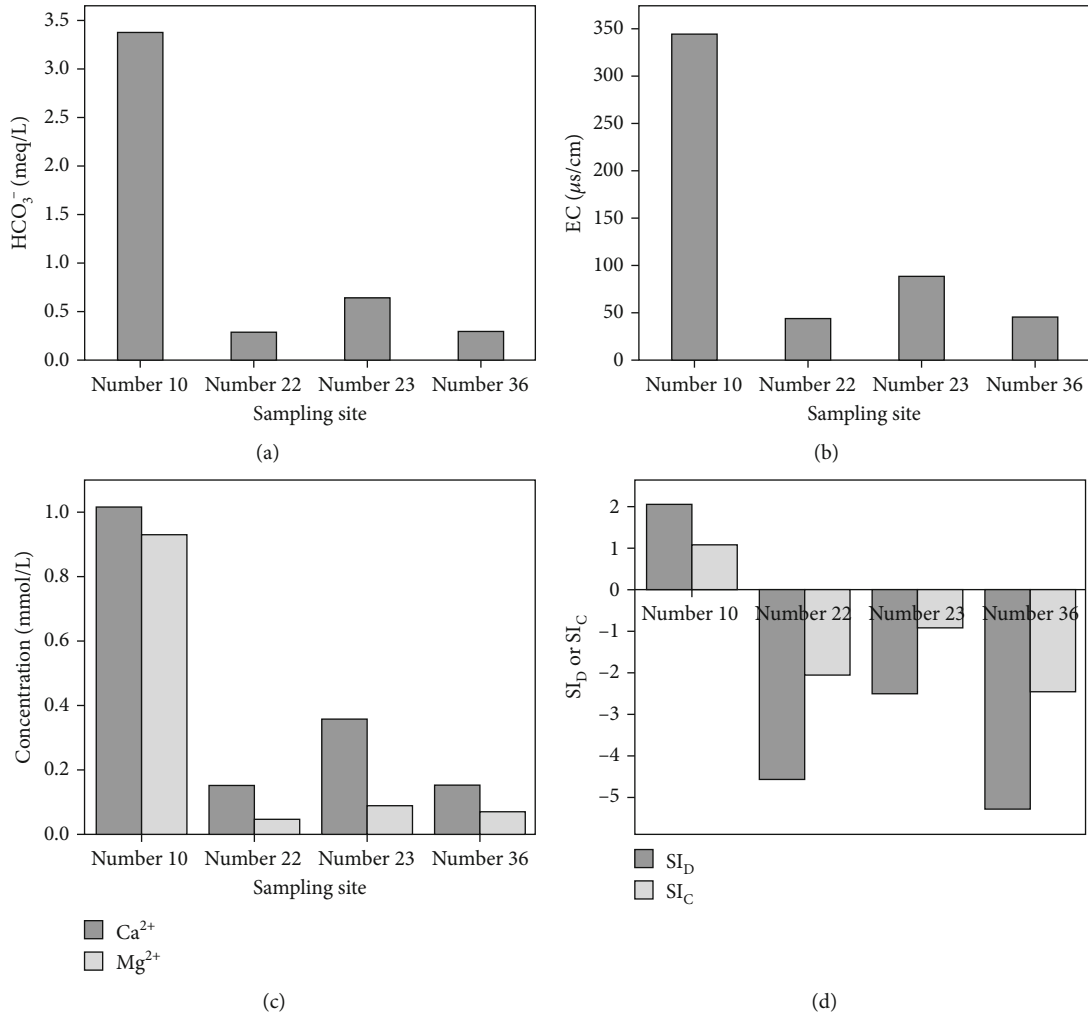 3.5
3.0
2.5
2.0
1.5
1.0
0.5
0.0
HCO₃⁻ (meq/L)
Number 10 Number 22 Number 23 Number 36
Sampling site
(a)
350
300
250
200
150
100
50
0
EC (μs/cm)
Number 10 Number 22 Number 23 Number 36
Sampling site
(b)
1.0
0.8
0.6
0.4
0.2
0.0
Concentration (mmol/L)
Number 10 Number 22 Number 23 Number 36
Sampling site
Ca²⁺
Mg²⁺
(c)
2
1
0
−1
−2
−3
−4
−5
SI_D or SI_C
Number 10 Number 22 Number 23 Number 36
SI_D
SI_C
(d)